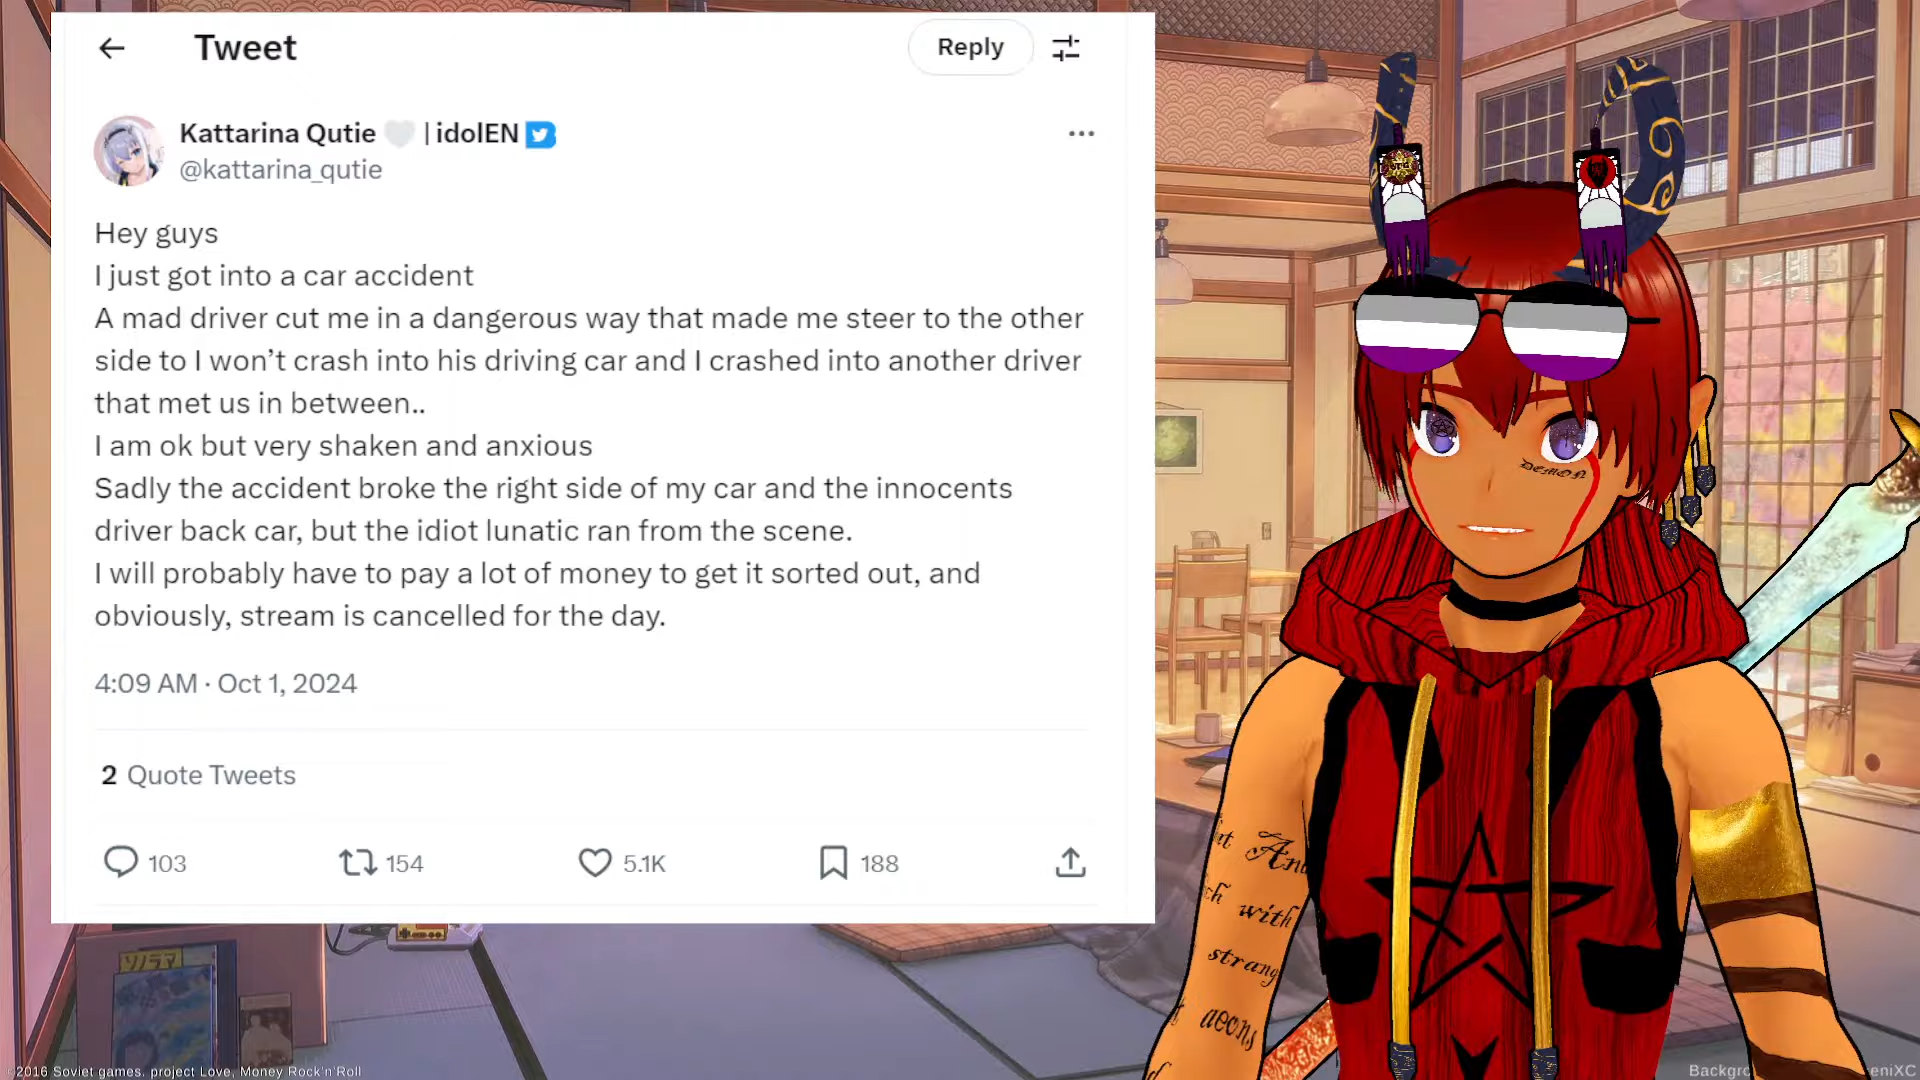 Tweet
Reply
Kattarina Qutie | idolEN
@kattarina_qutie
Hey guys
I just got into a car accident
A mad driver cut me in a dangerous way that made me steer to the other
side to I won’t crash into his driving car and I crashed into another driver
that met us in between..
I am ok but very shaken and anxious
Sadly the accident broke the right side of my car and the innocents
driver back car, but the idiot lunatic ran from the scene.
I will probably have to pay a lot of money to get it sorted out, and
obviously, stream is cancelled for the day.
4:09 AM · Oct 1, 2024
2 Quote Tweets
103 154 5.1K 188
DEMON
And
with
strang
aeons
ソノラマ
©2016 Soviet games. project Love, Money Rock'n'Roll